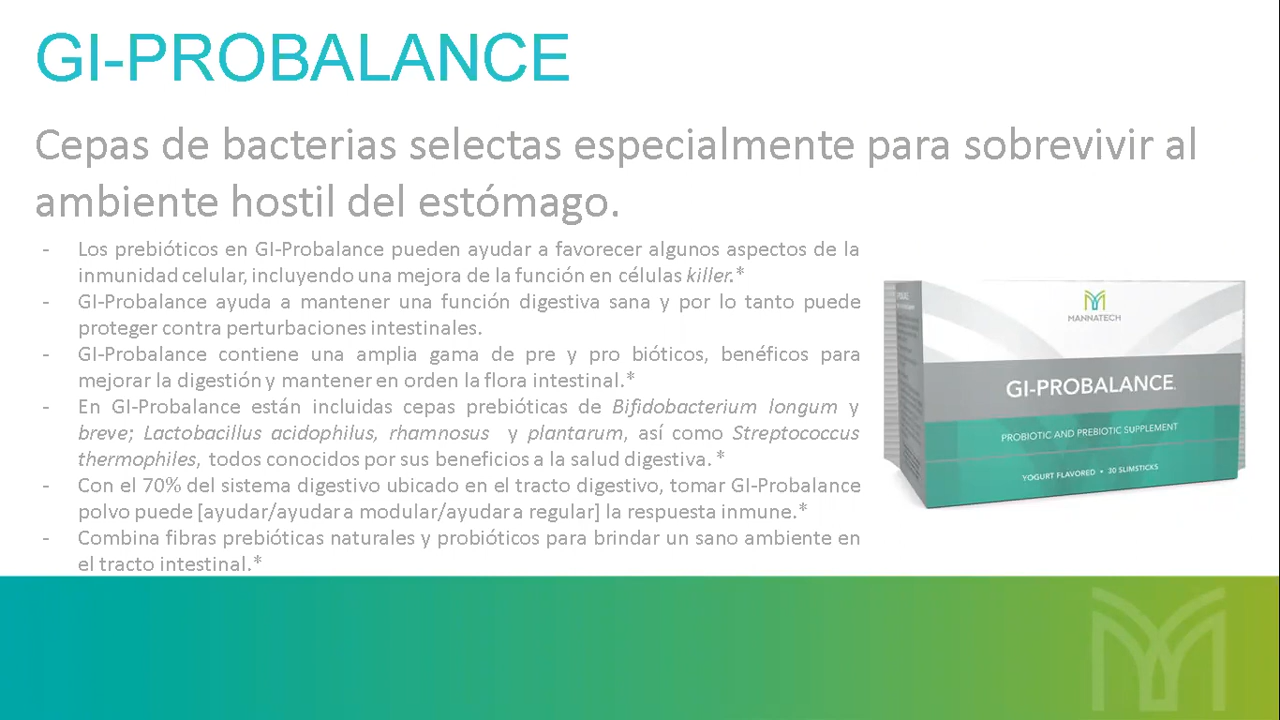 GI-PROBALANCE
Cepas de bacterias selectas especialmente para sobrevivir al
ambiente hostil del estómago.
- Los prebióticos en GI-Probalance pueden ayudar a favorecer algunos aspectos de la
inmunidad celular, incluyendo una mejora de la función en células killer.*
- GI-Probalance ayuda a mantener una función digestiva sana y por lo tanto puede
proteger contra perturbaciones intestinales.
- GI-Probalance contiene una amplia gama de pre y pro bióticos, benéficos para
mejorar la digestión y mantener en orden la flora intestinal.*
- En GI-Probalance están incluidas cepas prebióticas de Bifidobacterium longum y
breve; Lactobacillus acidophilus, rhamnosus y plantarum, así como Streptococcus
thermophiles, todos conocidos por sus beneficios a la salud digestiva. *
- Con el 70% del sistema digestivo ubicado en el tracto digestivo, tomar GI-Probalance
polvo puede [ayudar/ayudar a modular/ayudar a regular] la respuesta inmune.*
- Combina fibras prebióticas naturales y probióticos para brindar un sano ambiente en
el tracto intestinal.*
MANNATECH
GI-PROBALANCE
PROBIOTIC AND PREBIOTIC SUPPLEMENT
YOGURT FLAVORED • 30 SLIMSTICKS